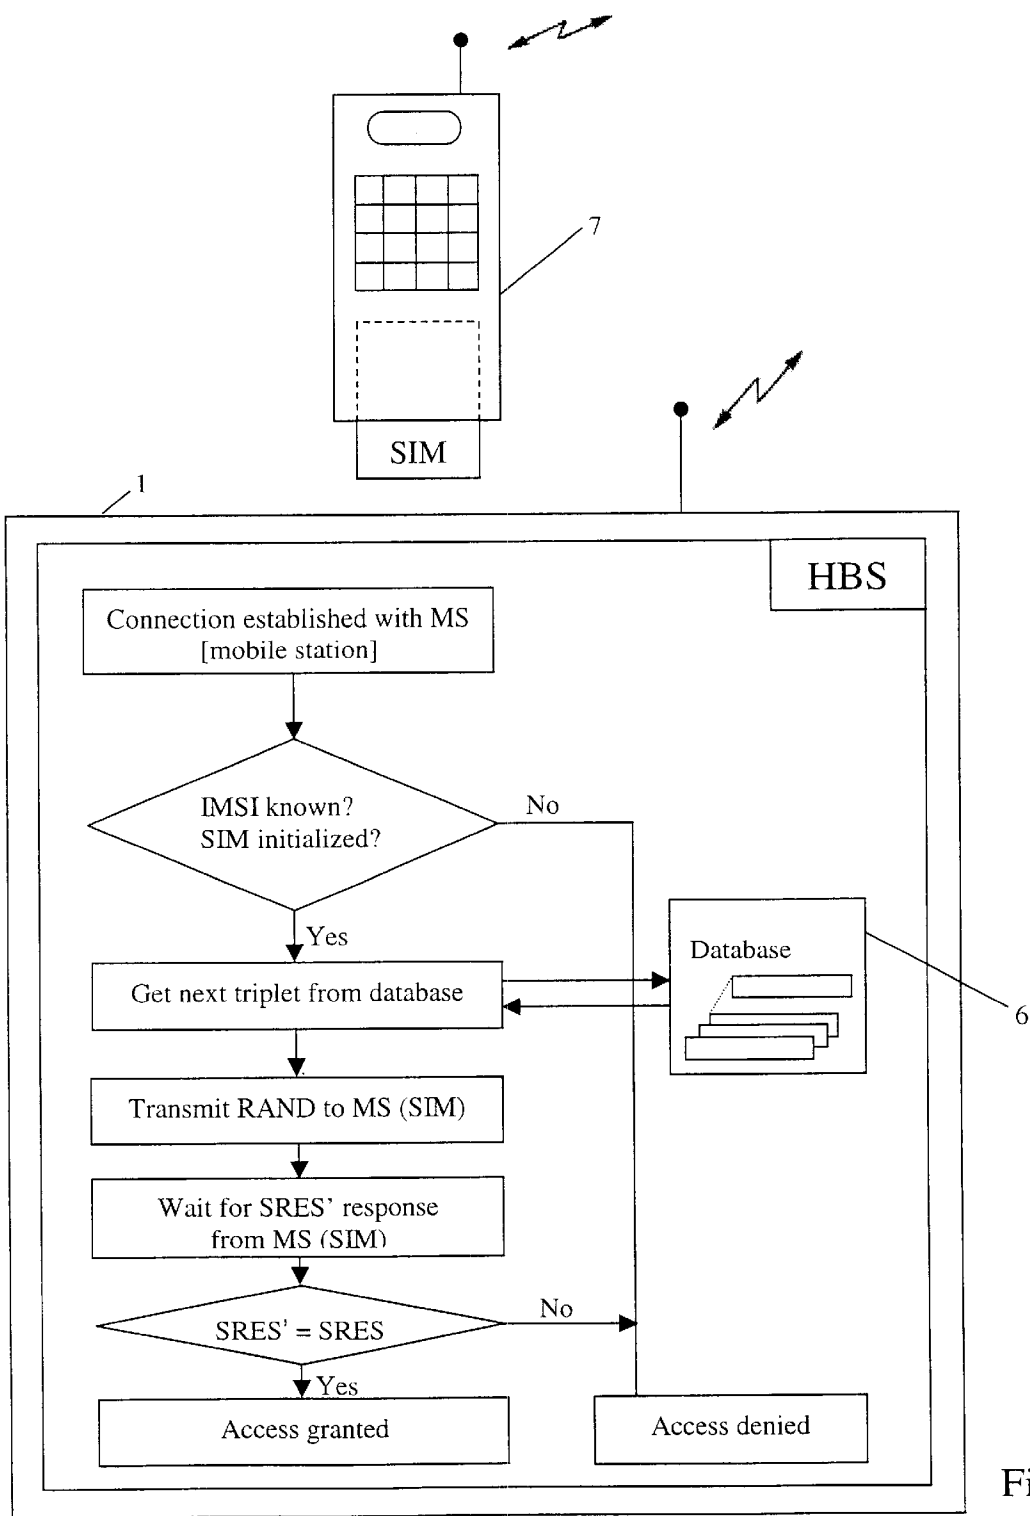 7
SIM
1
HBS
Connection established with MS
[mobile station]
IMSI known?
SIM initialized?
No
Yes
Database
Get next triplet from database
6
Transmit RAND to MS (SIM)
Wait for SRES' response
from MS (SIM)
SRES' = SRES
No
Yes
Access granted
Access denied